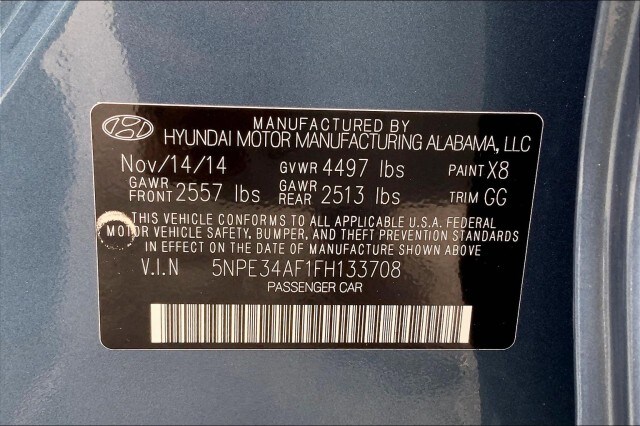 MANUFACTURED BY
HYUNDAI MOTOR MANUFACTURING ALABAMA, LLC
Nov/14/14 GVWR 4497 lbs PAINT X8
GAWR FRONT 2557 lbs GAWR REAR 2513 lbs TRIM GG
THIS VEHICLE CONFORMS TO ALL APPLICABLE U.S.A. FEDERAL
MOTOR VEHICLE SAFETY, BUMPER, AND THEFT PREVENTION STANDARDS
IN EFFECT ON THE DATE OF MANUFACTURE SHOWN ABOVE
V.I.N 5NPE34AF1FH133708
PASSENGER CAR